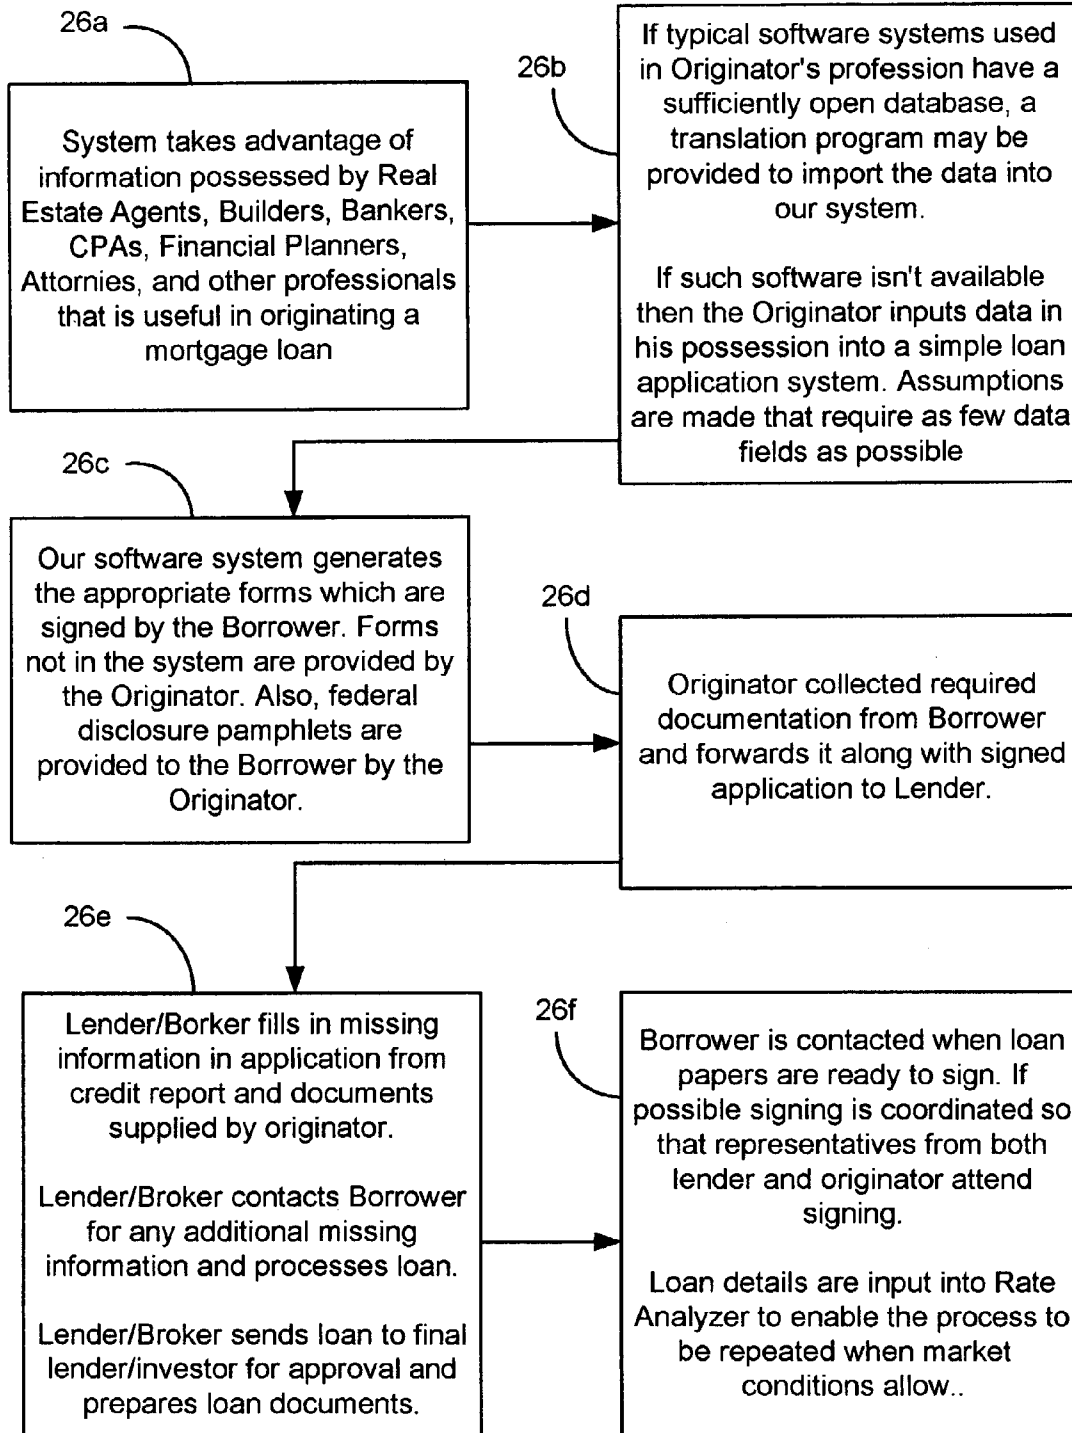 26a
System takes advantage of
information possessed by Real
Estate Agents, Builders, Bankers,
CPAs, Financial Planners,
Attornies, and other professionals
that is useful in originating a
mortgage loan
26b
If typical software systems used
in Originator's profession have a
sufficiently open database, a
translation program may be
provided to import the data into
our system.
If such software isn't available
then the Originator inputs data in
his possession into a simple loan
application system. Assumptions
are made that require as few data
fields as possible
26c
Our software system generates
the appropriate forms which are
signed by the Borrower. Forms
not in the system are provided by
the Originator. Also, federal
disclosure pamphlets are
provided to the Borrower by the
Originator.
26d
Originator collected required
documentation from Borrower
and forwards it along with signed
application to Lender.
26e
Lender/Borker fills in missing
information in application from
credit report and documents
supplied by originator.
Lender/Broker contacts Borrower
for any additional missing
information and processes loan.
Lender/Broker sends loan to final
lender/investor for approval and
prepares loan documents.
26f
Borrower is contacted when loan
papers are ready to sign. If
possible signing is coordinated so
that representatives from both
lender and originator attend
signing.
Loan details are input into Rate
Analyzer to enable the process to
be repeated when market
conditions allow..